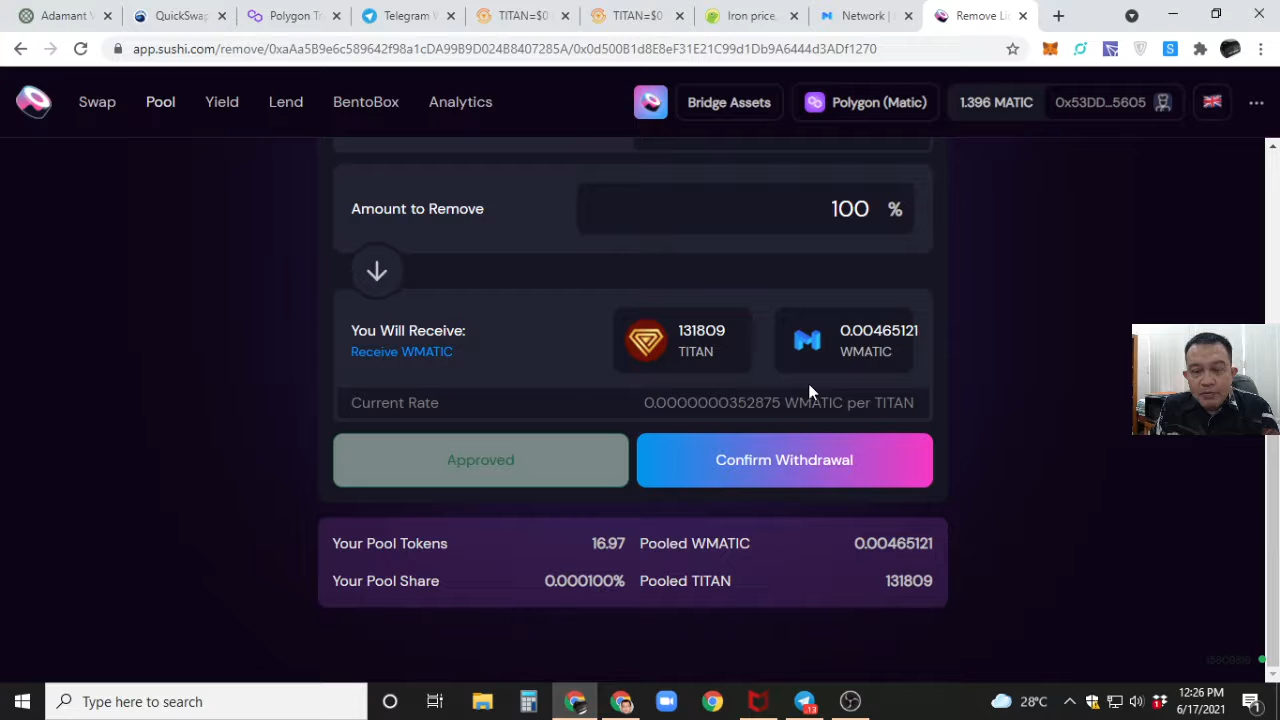 Adamant V
QuickSwap
Polygon T
Telegram W
TITAN=$0
TITAN=$0
Iron price
Network |
Remove Li
app.sushi.com/remove/0xaAa5B9e6c589642f98a1cDA99B9D024B8407285A/0x0d500B1d8E8eF31E21C99d1Db9A6444d3ADf1270
Swap Pool Yield Lend BentoBox Analytics
Bridge Assets
Polygon (Matic)
1.396 MATIC 0x53DD...5605
Amount to Remove 100 %
You Will Receive:
Receive WMATIC
131809
TITAN
0.00465121
WMATIC
Current Rate 0.0000000352875 WMATIC per TITAN
Approved
Confirm Withdrawal
Your Pool Tokens 16.97 Pooled WMATIC 0.00465121
Your Pool Share 0.000100% Pooled TITAN 131809
Type here to search
28°C
12:26 PM
6/17/2021